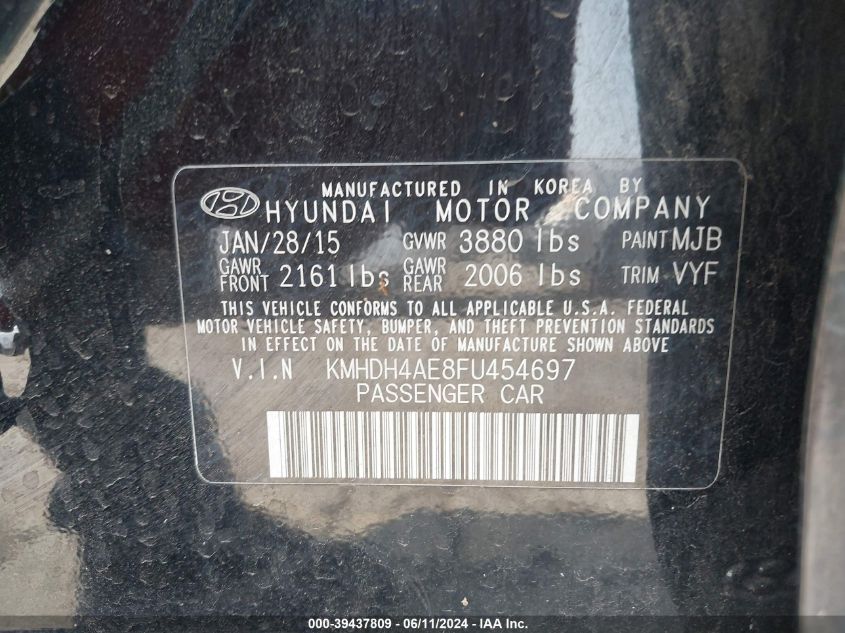 MANUFACTURED IN KOREA BY
HYUNDAI MOTOR COMPANY
JAN/28/15 GVWR 3880 lbs PAINT MJB
GAWR FRONT 2161 lbs GAWR REAR 2006 lbs TRIM VYF
THIS VEHICLE CONFORMS TO ALL APPLICABLE U.S.A. FEDERAL
MOTOR VEHICLE SAFETY, BUMPER, AND THEFT PREVENTION STANDARDS
IN EFFECT ON THE DATE OF MANUFACTURE SHOWN ABOVE.
V.I.N KMHDH4AE8FU454697
PASSENGER CAR
000-39437809 - 06/11/2024 - IAA Inc.